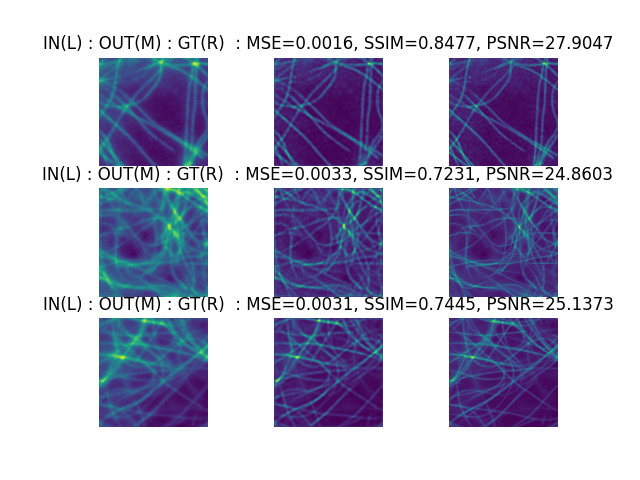 IN(L) : OUT(M) : GT(R)  : MSE=0.0016, SSIM=0.8477, PSNR=27.9047
IN(L) : OUT(M) : GT(R)  : MSE=0.0033, SSIM=0.7231, PSNR=24.8603
IN(L) : OUT(M) : GT(R)  : MSE=0.0031, SSIM=0.7445, PSNR=25.1373